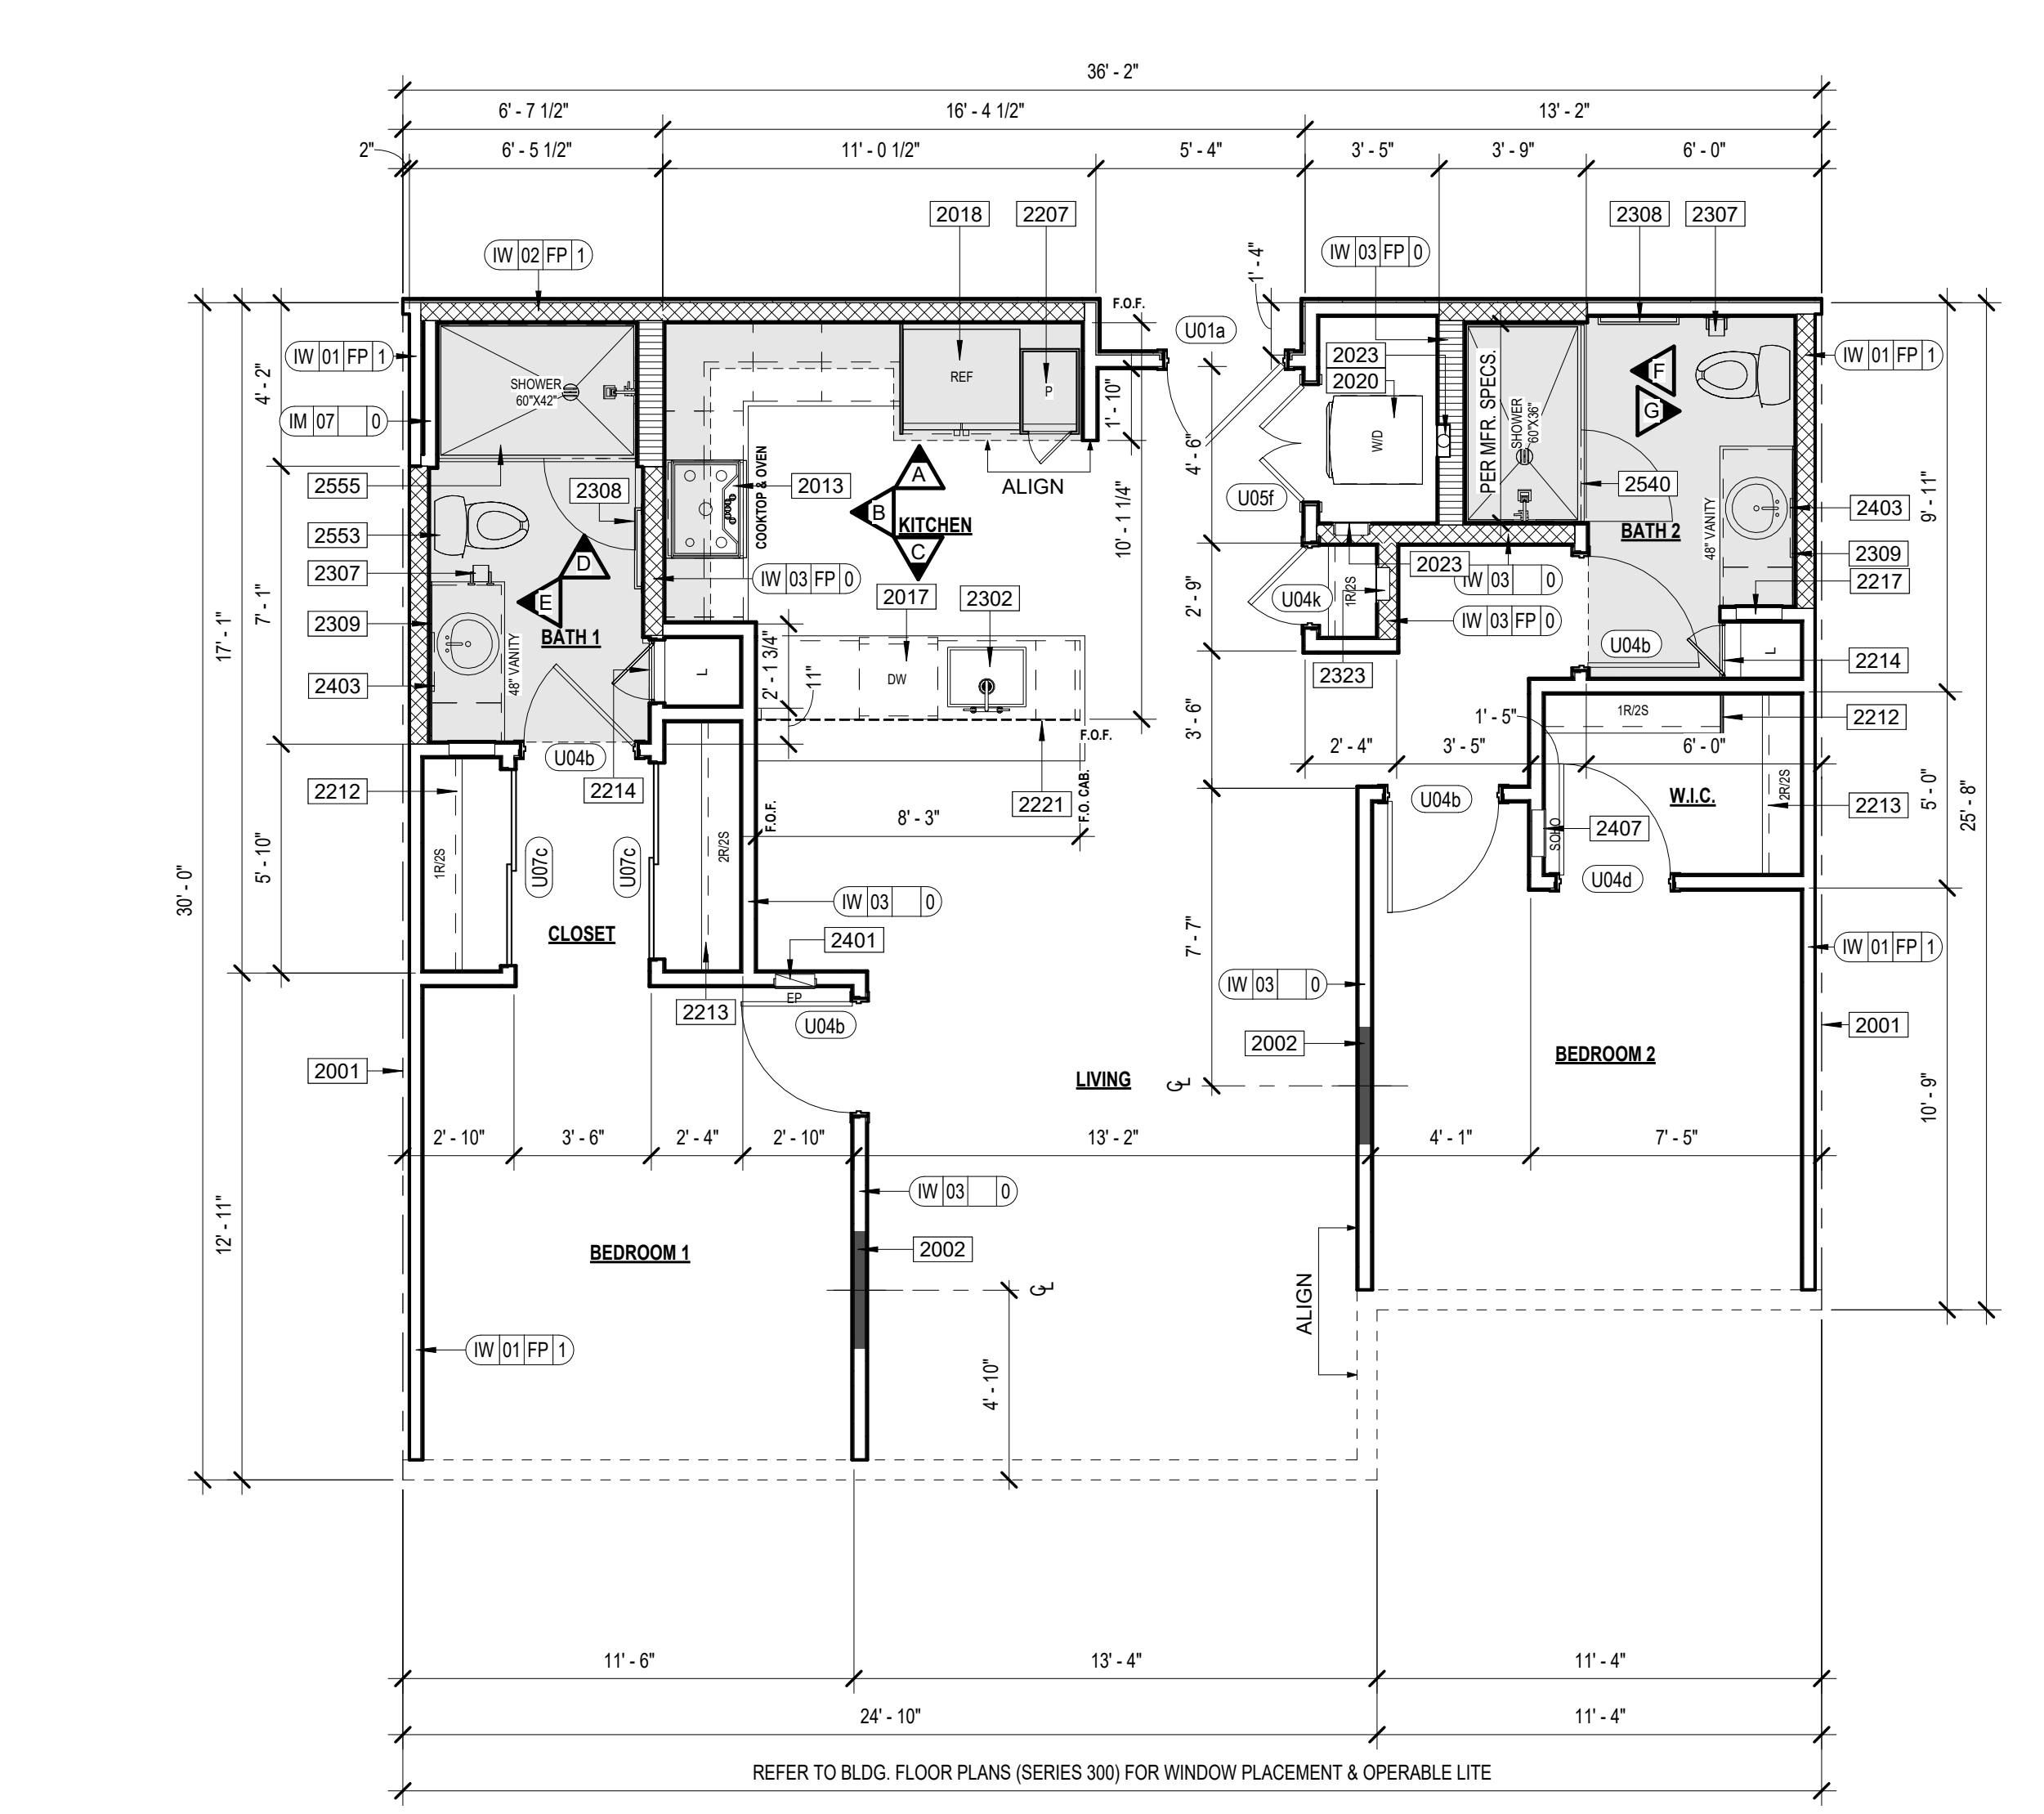 36' - 2"
6' - 7 1/2"
16' - 4 1/2"
13' - 2"
2"
6' - 5 1/2"
11' - 0 1/2"
5' - 4"
3' - 5"
3' - 9"
6' - 0"
2018
2207
2308
2307
IW 02 FP 1
IW 03 FP 0
1' - 4"
F.O.F.
U01a
IW 01 FP 1
2023
2020
IW 01 FP 1
4' - 2"
SHOWER
60"X42"
REF
P
1' - 10"
F
G
IM 07 0
PER MFR. SPECS.
SHOWER
60"X36"
W/D
4' - 6"
A
ALIGN
U05f
2555
2308
COOKTOP & OVEN
2013
2540
2403
9' - 11"
B
KITCHEN
BATH 2
48" VANITY
2553
C
10' - 1 1/4"
2309
2307
D
IW 03 FP 0
2023
IW 03 0
2217
E
2017
2302
U04k
1R/2S
2' - 9"
7' - 1"
17' - 1"
2309
BATH 1
IW 03 FP 0
U04b
L
2214
48" VANITY
L
2' - 1 3/4"
11"
DW
2323
2403
F.O.F.
3' - 6"
1' - 5"
1R/2S
2212
2' - 4"
3' - 5"
6' - 0"
U04b
2212
2214
2221
F.O. CAB.
F.O.F.
U04b
W.I.C.
2R/2S
2213
5' - 0"
25' - 8"
8' - 3"
2407
SOHO
1R/2S
U07c
U07c
2R/2S
5' - 10"
30' - 0"
U04d
IW 03 0
CLOSET
2401
7' - 7"
IW 01 FP 1
EP
IW 03 0
2213
U04b
2001
2002
BEDROOM 2
2001
LIVING
CL
10' - 9"
2' - 10"
3' - 6"
2' - 4"
2' - 10"
13' - 2"
4' - 1"
7' - 5"
IW 03 0
12' - 11"
BEDROOM 1
2002
CL
ALIGN
IW 01 FP 1
4' - 10"
11' - 6"
13' - 4"
11' - 4"
24' - 10"
11' - 4"
REFER TO BLDG. FLOOR PLANS (SERIES 300) FOR WINDOW PLACEMENT & OPERABLE LITE